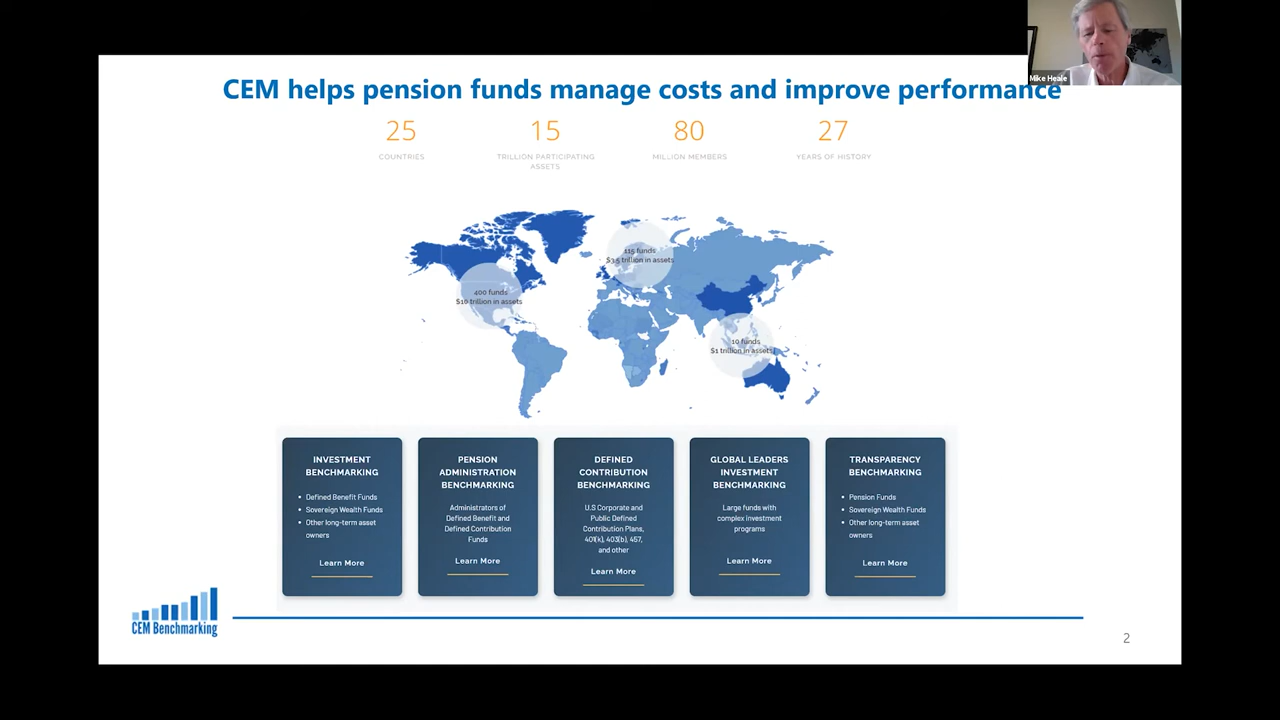 Mike Heale
CEM helps pension funds manage costs and improve performance
25
COUNTRIES
15
TRILLION PARTICIPATING
ASSETS
80
MILLION MEMBERS
27
YEARS OF HISTORY
115 funds
$3.5 trillion in assets
400 funds
$10 trillion in assets
10 funds
$1 trillion in assets
INVESTMENT
BENCHMARKING
• Defined Benefit Funds
• Sovereign Wealth Funds
• Other long-term asset
owners
Learn More
PENSION
ADMINISTRATION
BENCHMARKING
Administrators of
Defined Benefit and
Defined Contribution
Funds
Learn More
DEFINED
CONTRIBUTION
BENCHMARKING
U.S Corporate and
Public Defined
Contribution Plans,
401(k), 403(b), 457,
and other
Learn More
GLOBAL LEADERS
INVESTMENT
BENCHMARKING
Large funds with
complex investment
programs
Learn More
TRANSPARENCY
BENCHMARKING
• Pension Funds
• Sovereign Wealth Funds
• Other long-term asset
owners
Learn More
CEM Benchmarking
2